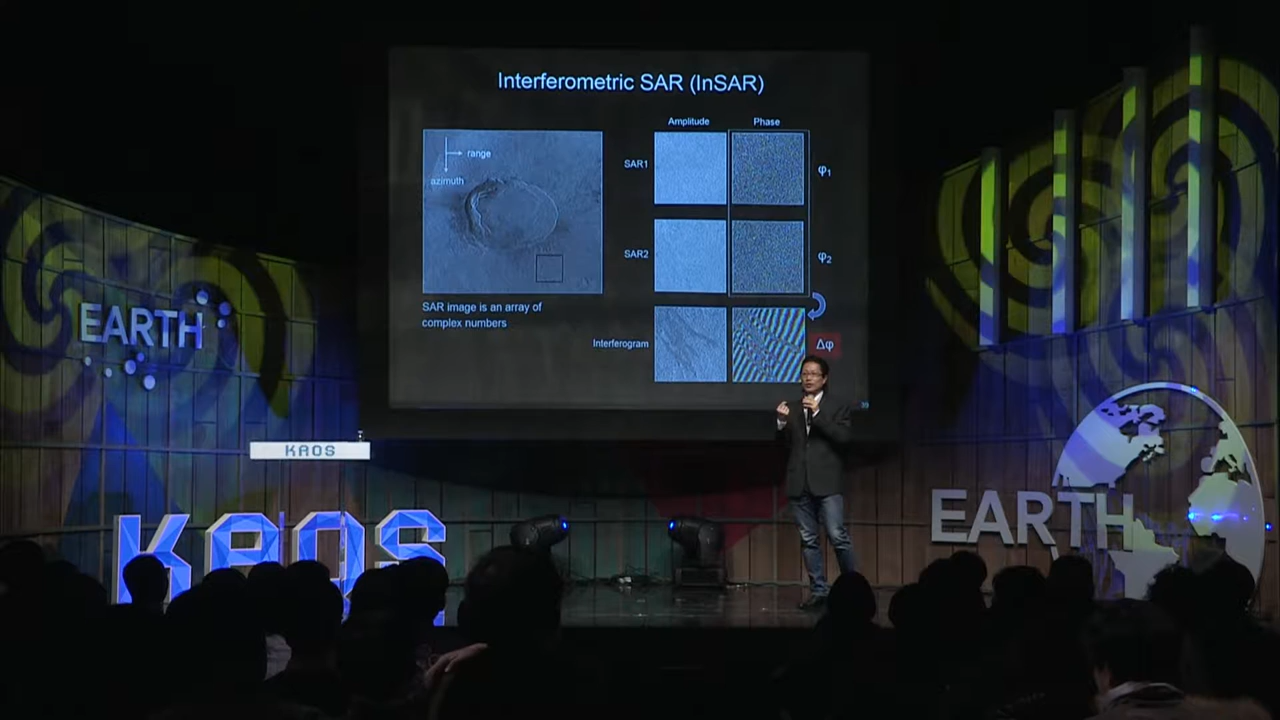 Interferometric SAR (InSAR)
Amplitude Phase
range
azimuth
SAR1
φ1
SAR2
φ2
SAR image is an array of
complex numbers
Interferogram
Δφ
39
EARTH
KAOS
KAOS
EARTH